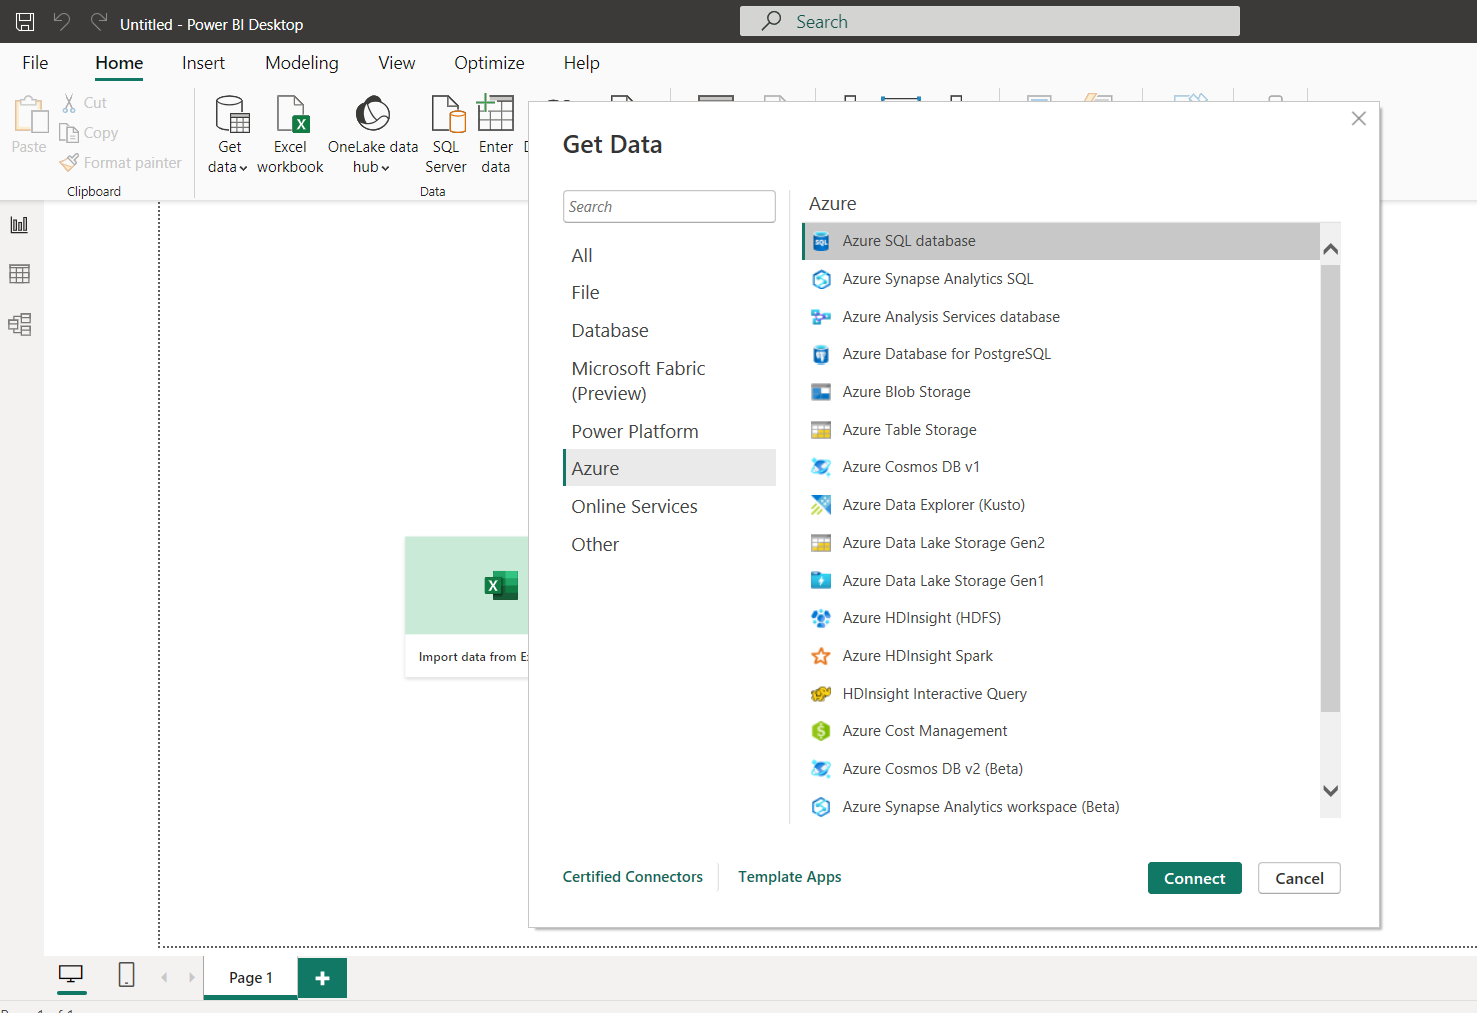 Untitled - Power BI Desktop
Search
File
Home
Insert
Modeling
View
Optimize
Help
Paste
Cut
Copy
Format painter
Clipboard
Get data
Excel workbook
OneLake data hub
SQL Server
Enter data
Data
Get Data
Search
All
File
Database
Microsoft Fabric
(Preview)
Power Platform
Azure
Online Services
Other
Azure
Azure SQL database
Azure Synapse Analytics SQL
Azure Analysis Services database
Azure Database for PostgreSQL
Azure Blob Storage
Azure Table Storage
Azure Cosmos DB v1
Azure Data Explorer (Kusto)
Azure Data Lake Storage Gen2
Azure Data Lake Storage Gen1
Azure HDInsight (HDFS)
Azure HDInsight Spark
HDInsight Interactive Query
Azure Cost Management
Azure Cosmos DB v2 (Beta)
Azure Synapse Analytics workspace (Beta)
Certified Connectors
Template Apps
Connect
Cancel
Import data from
Page 1